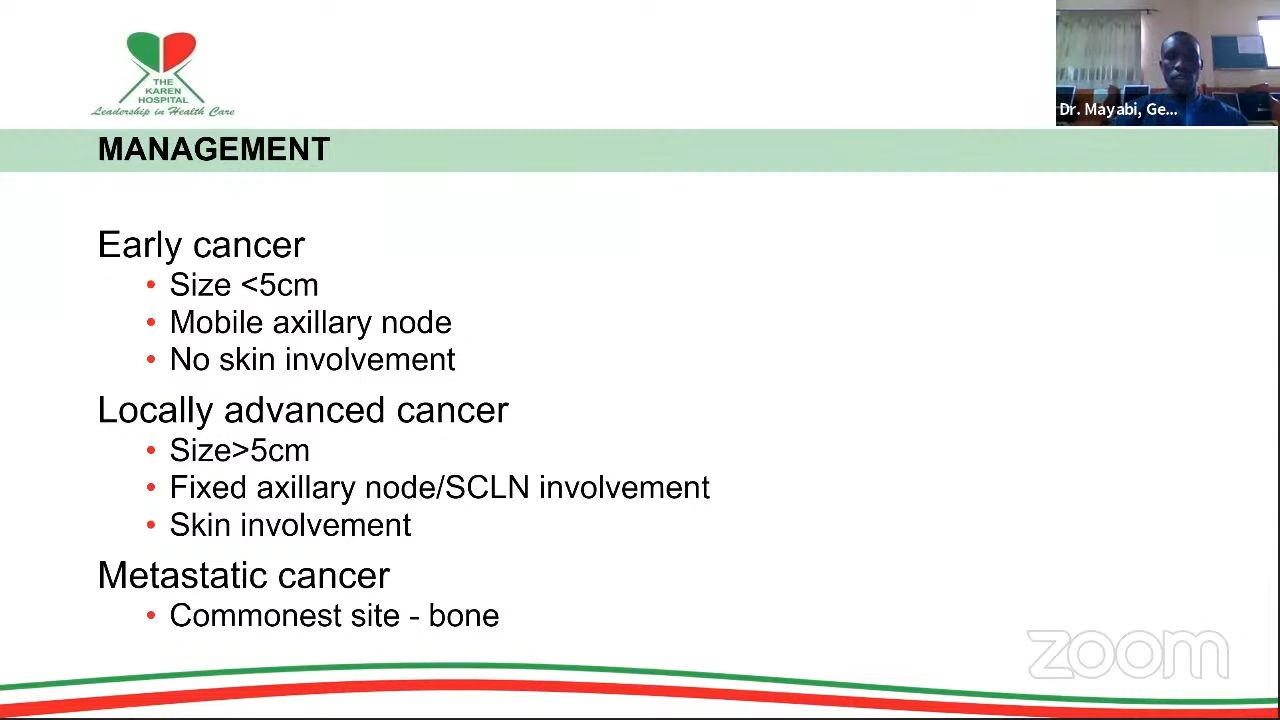 THE
KAREN
HOSPITAL
Leadership in Health Care
Dr. Mayabi, Ge...
MANAGEMENT
Early cancer
• Size <5cm
• Mobile axillary node
• No skin involvement
Locally advanced cancer
• Size>5cm
• Fixed axillary node/SCLN involvement
• Skin involvement
Metastatic cancer
• Commonest site - bone
zoom